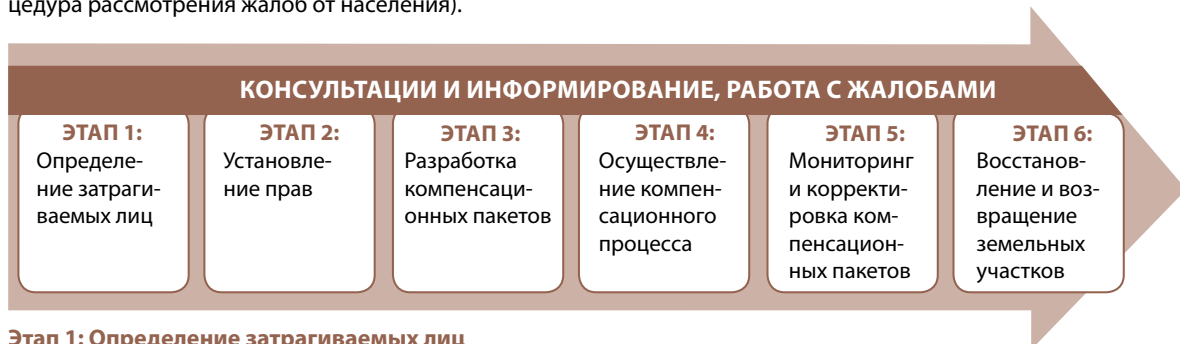 цедура рассмотрения жалоб от населения).
КОНСУЛЬТАЦИИ И ИНФОРМИРОВАНИЕ, РАБОТА С ЖАЛОБАМИ
ЭТАП 1:
Определе-
ние затраги-
ваемых лиц
ЭТАП 2:
Установле-
ние прав
ЭТАП 3:
Разработка
компенсаци-
онных пакетов
ЭТАП 4:
Осуществле-
ние компен-
сационного
процесса
ЭТАП 5:
Мониторинг
и корректи-
ровка ком-
пенсацион-
ных пакетов
ЭТАП 6:
Восстанов-
ление и воз-
вращение
земельных
участков
Этап 1: Определение затрагиваемых лиц